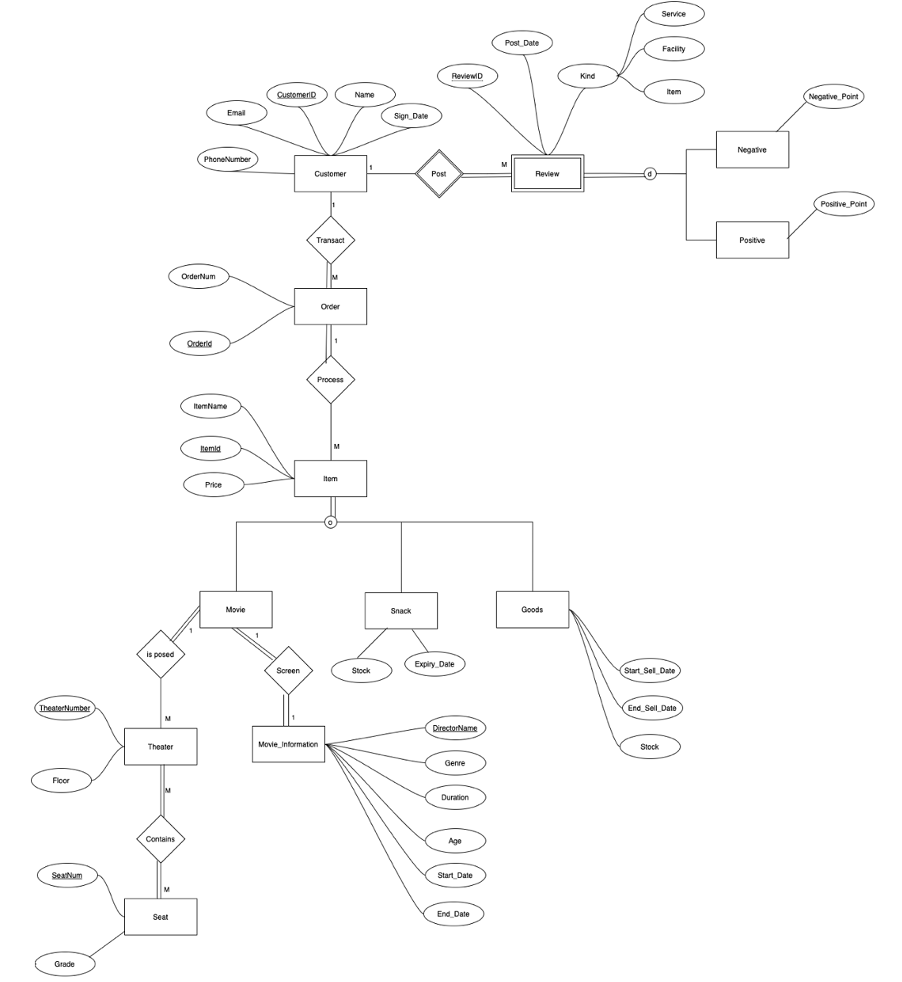 Service
Post_Date
Facility
ReviewID
Kind
Item
CustomerID
Name
Negative_Point
Email
Sign_Date
Negative
PhoneNumber
Customer
1
Post
M
Review
d
Positive_Point
1
Transact
Positive
OrderNum
M
Order
OrderId
1
Process
ItemName
ItemId
M
Price
Item
o
Movie
Snack
Goods
1
1
is posed
Screen
Stock
Expiry_Date
Start_Sell_Date
TheaterNumber
End_Sell_Date
M
1
DirectorName
Theater
Movie_Information
Stock
Genre
Floor
M
Duration
Contains
Age
SeatNum
M
Start_Date
Seat
End_Date
Grade